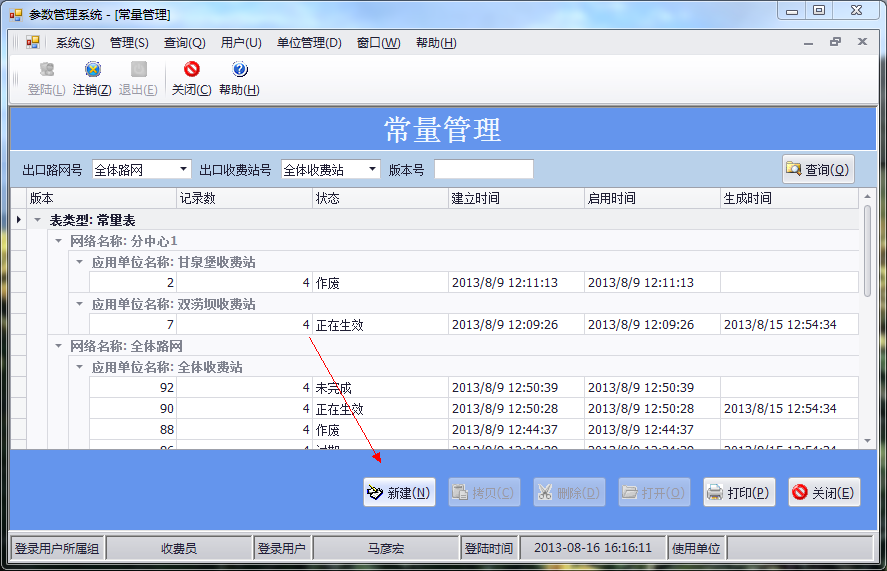 参数管理系统 - [常量管理]
系统(S) 管理(S) 查询(Q) 用户(U) 单位管理(D) 窗口(W) 帮助(H)
登陆(L) 注销(Z) 退出(E) 关闭(C) 帮助(H)
常量管理
出口路网号 全体路网 出口收费站号 全体收费站 版本号 查询(Q)
版本 记录数 状态 建立时间 启用时间 生成时间
表类型: 常量表
网络名称: 分中心1
应用单位名称: 甘泉堡收费站
2 4 作废 2013/8/9 12:11:13 2013/8/9 12:11:13
应用单位名称: 双涝坝收费站
7 4 正在生效 2013/8/9 12:09:26 2013/8/9 12:09:26 2013/8/15 12:54:34
网络名称: 全体路网
应用单位名称: 全体收费站
92 4 未完成 2013/8/9 12:50:39 2013/8/9 12:50:39
90 4 正在生效 2013/8/9 12:50:28 2013/8/9 12:50:28 2013/8/15 12:54:34
88 4 作废 2013/8/9 12:44:37 2013/8/9 12:44:37
新建(N) 拷贝(C) 删除(D) 打开(O) 打印(P) 关闭(E)
登录用户所属组 收费员 登录用户 马彦宏 登陆时间 2013-08-16 16:16:11 使用单位